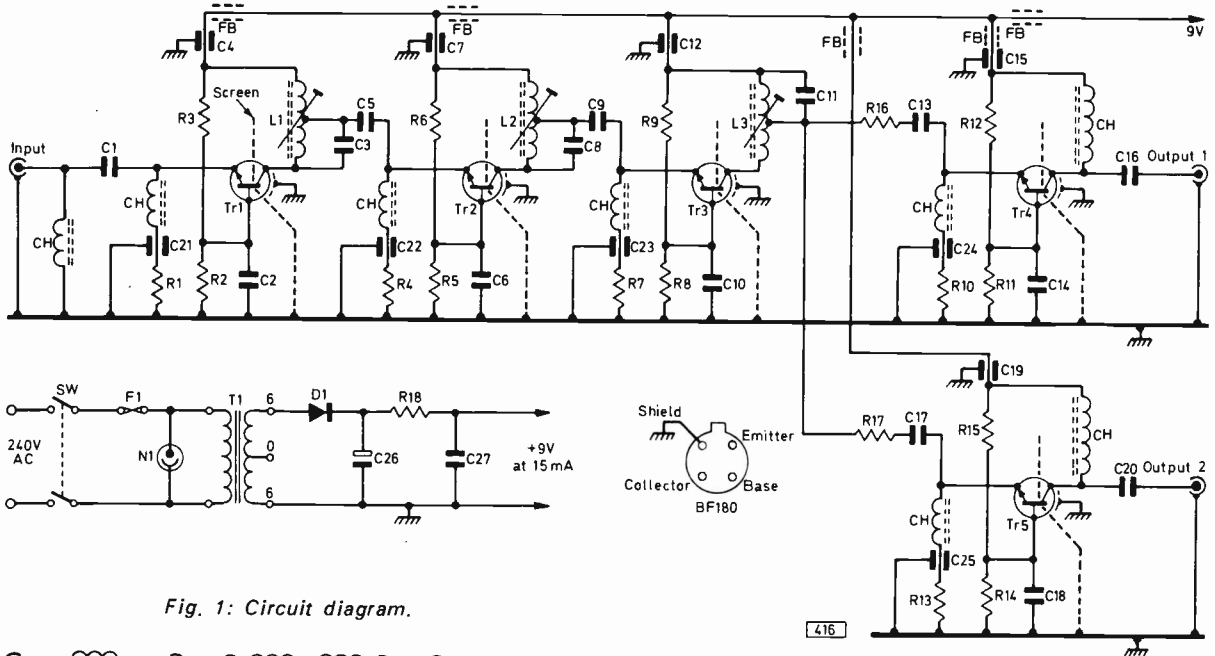 FB
C4
FB
C7
C12
FB
FB
FB
C15
9V
R3
Screen
L1
C5
C3
R6
L2
C9
C8
R9
L3
C11
R16
C13
R12
CH
C16
Output 1
Input
C1
CH
CH
C21
R1
R2
Tr1
C2
CH
C22
R4
R5
Tr2
C6
CH
C23
R7
R8
Tr3
C10
CH
C24
R10
R11
Tr4
C14
SW
F1
240V
AC
N1
T1
6
0
6
D1
R18
C26
C27
+9V
at 15mA
Shield
Emitter
Collector
Base
BF180
C19
R17
C17
R15
CH
C20
Output 2
CH
C25
R13
R14
Tr5
C18
416
Fig. 1: Circuit diagram.